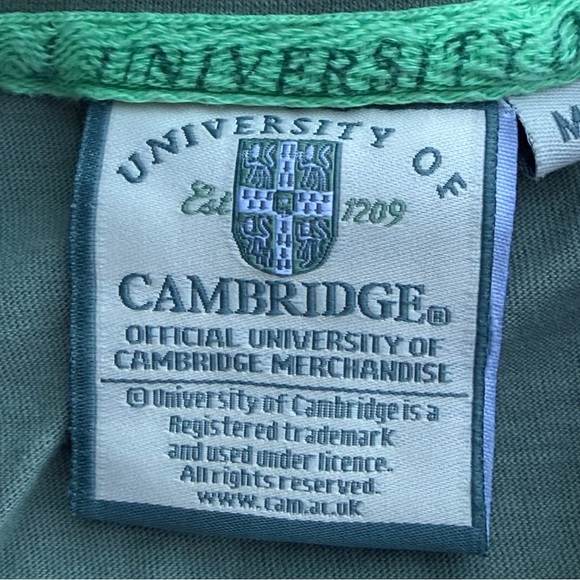 UNIVERSITY O
M
UNIVERSITY OF
Est 1209
CAMBRIDGE®
OFFICIAL UNIVERSITY OF
CAMBRIDGE MERCHANDISE
© University of Cambridge is a
Registered trademark
and used under licence.
All rights reserved.
www.cam.ac.uk